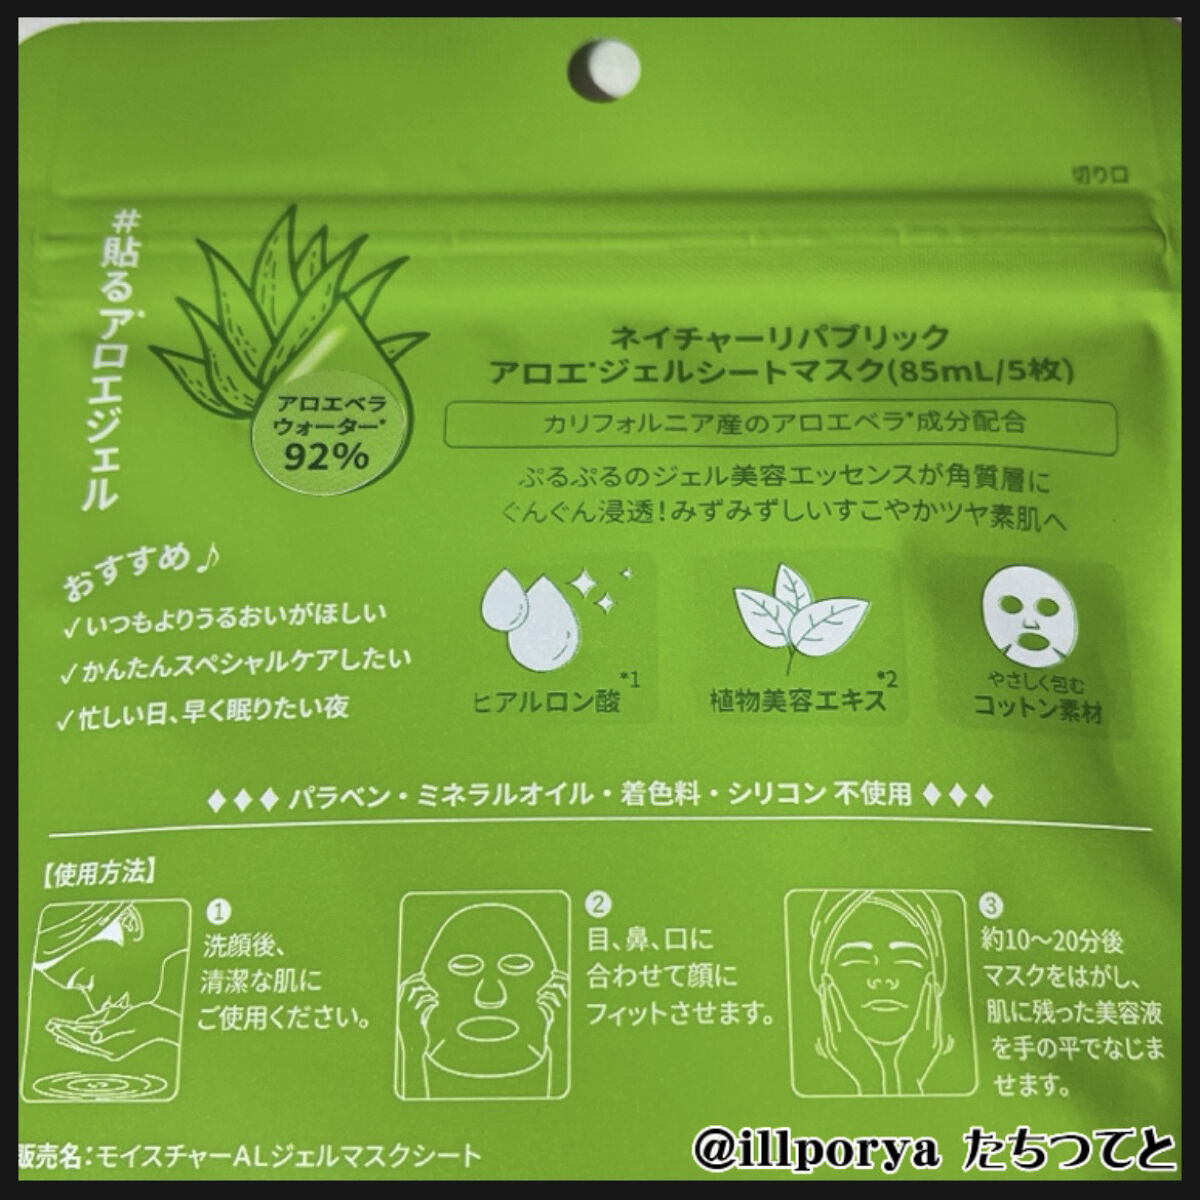 切り口
#貼るアロエ*ジェル
アロエベラ
ウォーター*
92%
ネイチャーリパブリック
アロエ*ジェルシートマスク(85mL/5枚)
カリフォルニア産のアロエベラ*成分配合
ぷるぷるのジェル美容エッセンスが角質層に
ぐんぐん浸透!みずみずしいすこやかツヤ素肌へ
おすすめ♪
✓いつもよりうるおいがほしい
✓かんたんスペシャルケアしたい
✓忙しい日、早く眠りたい夜
ヒアルロン酸*1
植物美容エキス*2
やさしく包む
コットン素材
♦♦♦パラベン・ミネラルオイル・着色料・シリコン 不使用♦♦♦
【使用方法】
1
洗顔後、
清潔な肌に
ご使用ください。
2
目、鼻、口に
合わせて顔に
フィットさせます。
3
約10〜20分後
マスクをはがし、
肌に残った美容液
を手の平でなじま
せます。
販売名:モイスチャーALジェルマスクシート
@illporya たちつてと